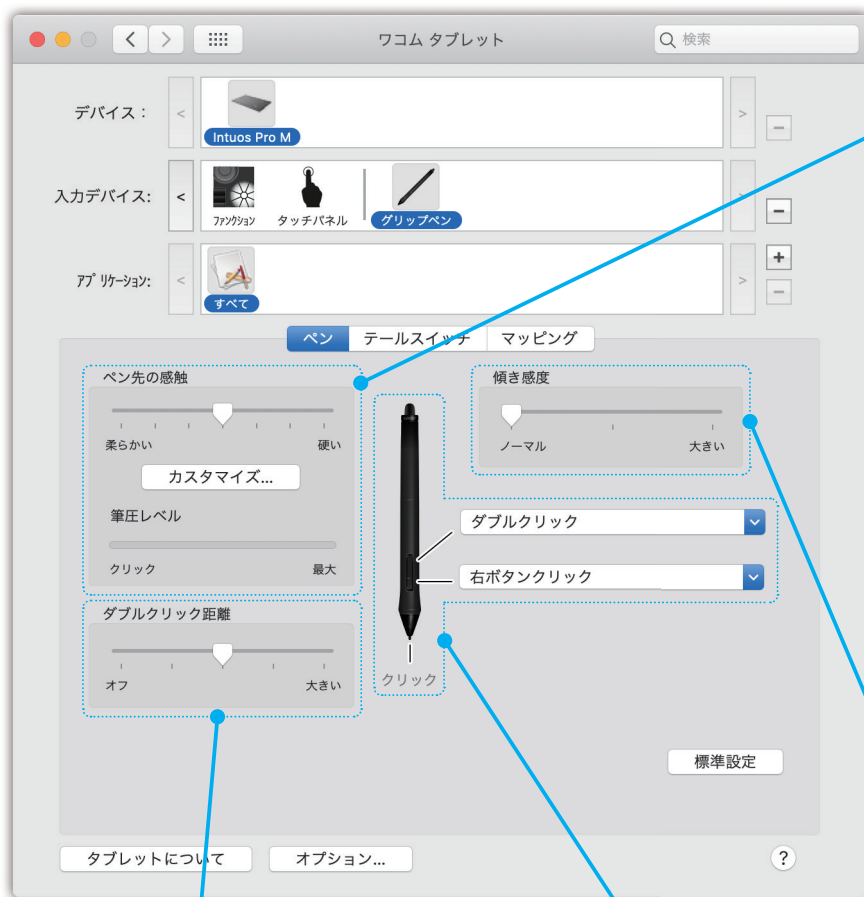 ワコム タブレット
検索
デバイス：
Intuos Pro M
入力デバイス:
ファンクション タッチパネル グリップペン
アプリケーション:
すべて
ペン テールスイッチ マッピング
ペン先の感触
柔らかい 硬い
カスタマイズ...
筆圧レベル
クリック 最大
傾き感度
ノーマル 大きい
ダブルクリック
右ボタンクリック
ダブルクリック距離
オフ 大きい
クリック
標準設定
タブレットについて オプション... ?